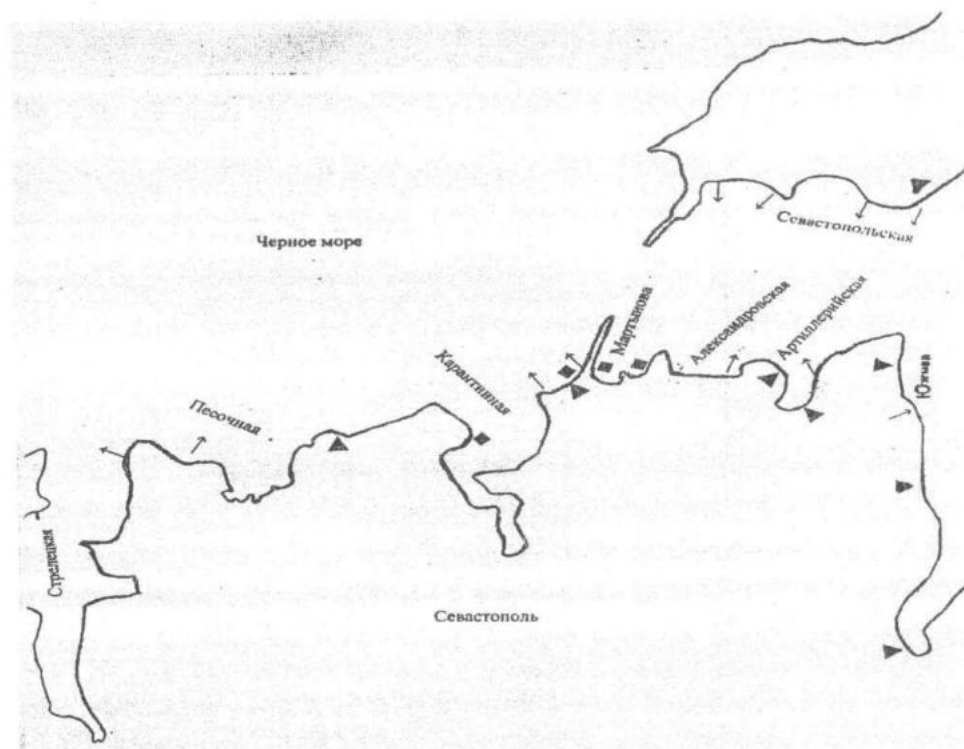 Севастопольская
Черное море
Мартынова
Александровская
Артиллерийская
Карантинная
Песочная
Южная
Стрелецкая
Севастополь